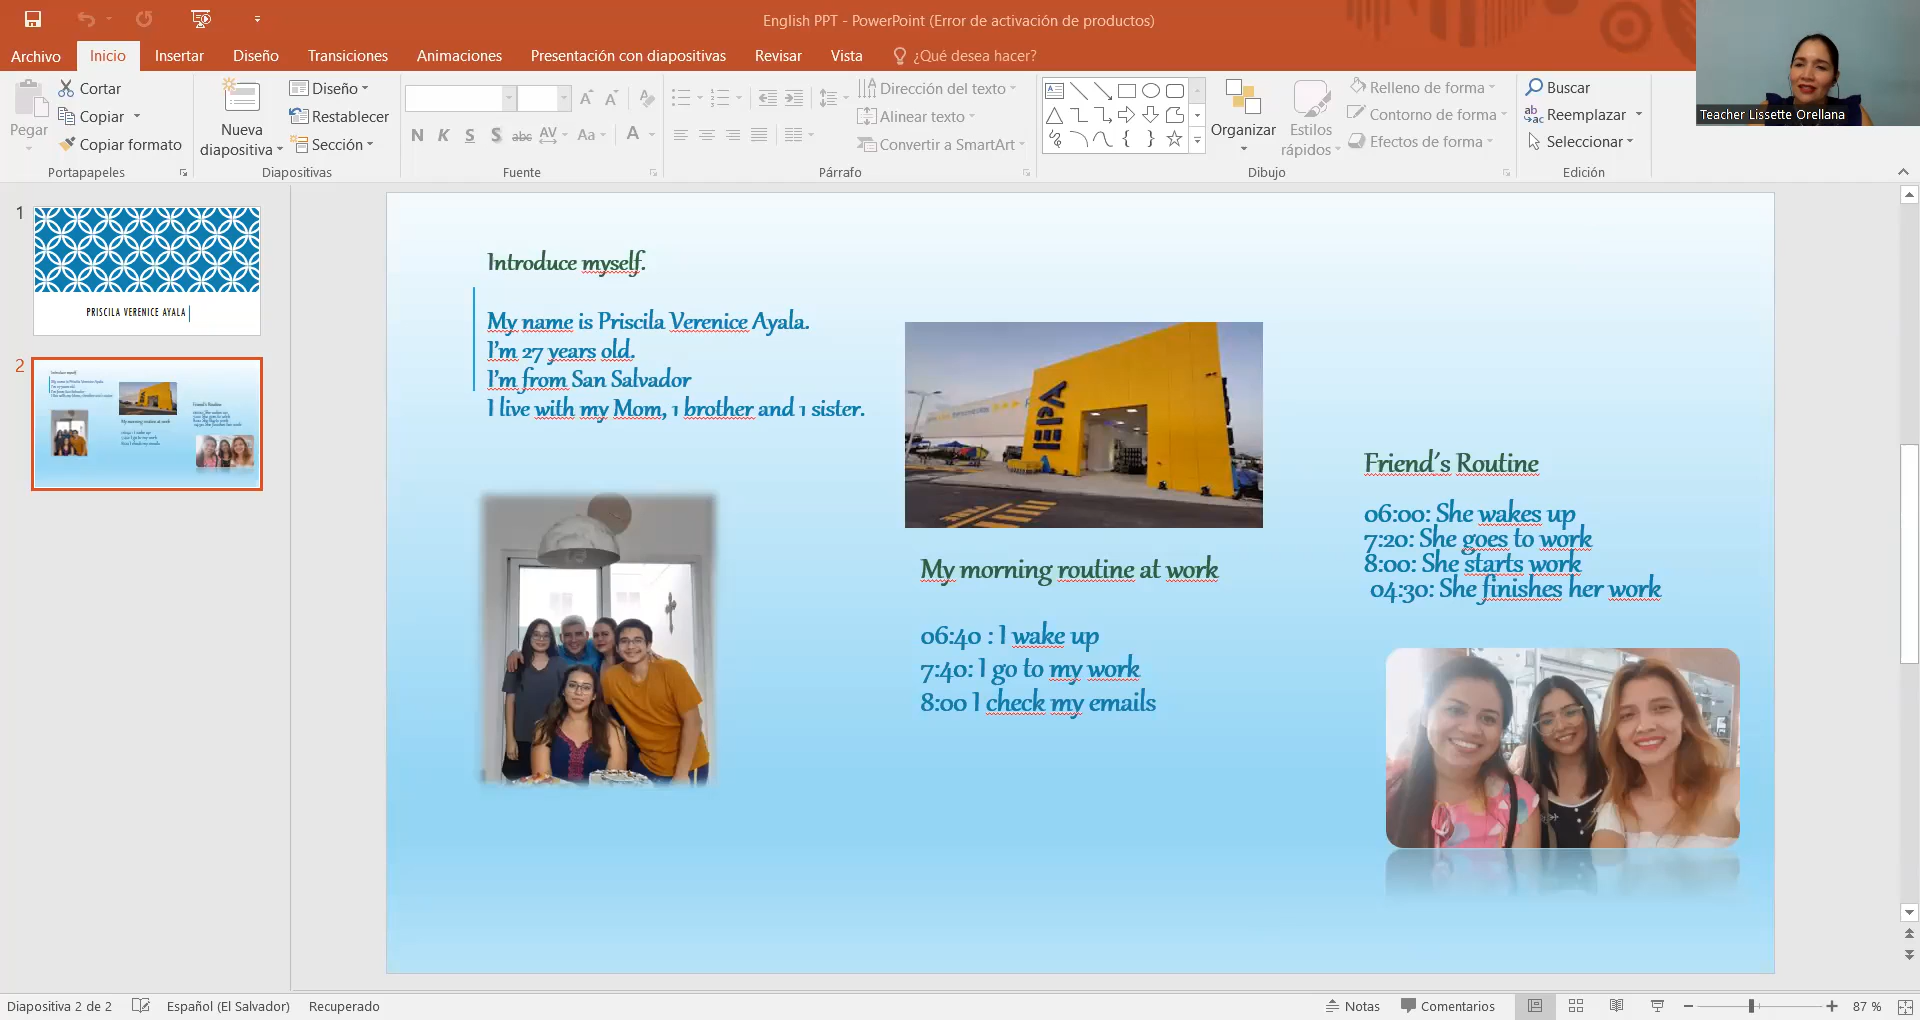 English PPT - PowerPoint (Error de activación de productos)
Archivo
Inicio
Insertar
Diseño
Transiciones
Animaciones
Presentación con diapositivas
Revisar
Vista
¿Qué desea hacer?
Pegar
Cortar
Copiar
Copiar formato
Portapapeles
Nueva
diapositiva
Diseño
Restablecer
Sección
Diapositivas
N K S S abc AV Aa A
Fuente
Dirección del texto
Alinear texto
Convertir a SmartArt
Párrafo
Organizar
Estilos
rápidos
Relleno de forma
Contorno de forma
Efectos de forma
Dibujo
Buscar
Reemplazar
Seleccionar
Edición
Teacher Lissette Orellana
1
PRISCILA VERENICE AYALA
2
Introduce myself.
My name is Priscila Verenice Ayala.
I'm 27 years old.
I'm from San Salvador
I live with my Mom, 1 brother and 1 sister.
EPA
My morning routine at work
06:40 : I wake up
7:40: I go to my work
8:00 I check my emails
Friend´s Routine
06:00: She wakes up
7:20: She goes to work
8:00: She starts work
04:30: She finishes her work
Diapositiva 2 de 2
Español (El Salvador)
Recuperado
Notas
Comentarios
87 %